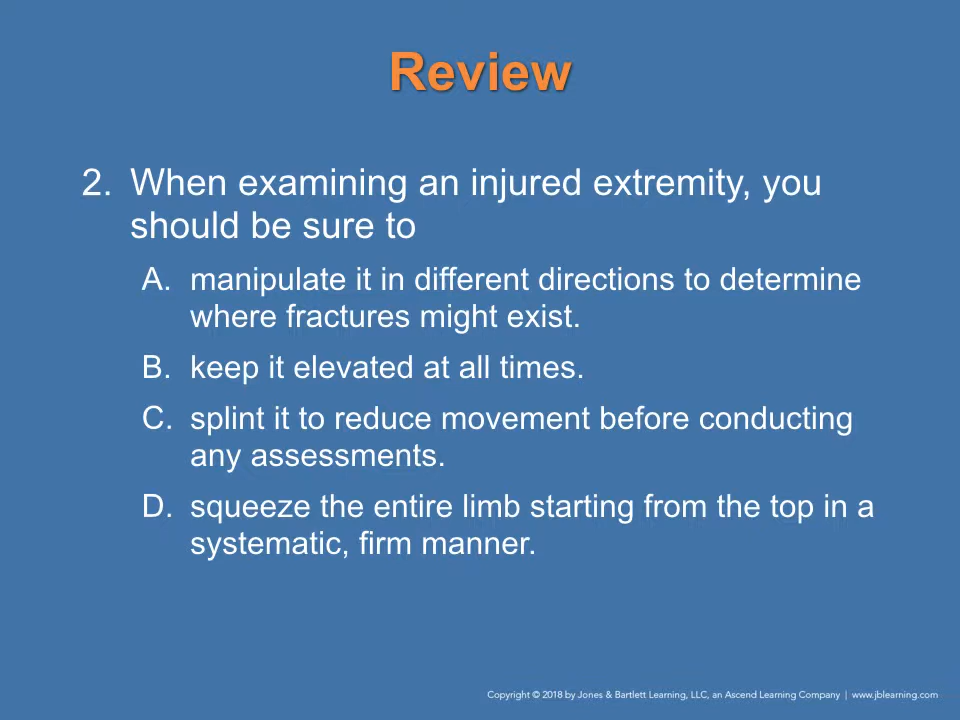 Review
2. When examining an injured extremity, you
should be sure to
A. manipulate it in different directions to determine
where fractures might exist.
B. keep it elevated at all times.
C. splint it to reduce movement before conducting
any assessments.
D. squeeze the entire limb starting from the top in a
systematic, firm manner.
Copyright © 2018 by Jones & Bartlett Learning, LLC, an Ascend Learning Company | www.jblearning.com